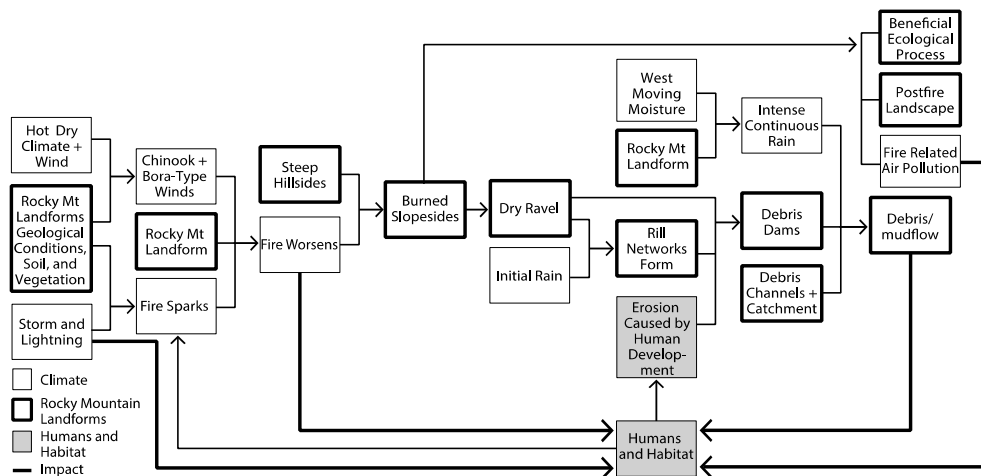 Hot Dry
Climate +
Wind
Rocky Mt
Landforms
Geological
Conditions,
Soil, and
Vegetation
Storm and
Lightning
Chinook +
Bora-Type
Winds
Rocky Mt
Landform
Fire Sparks
Steep
Hillsides
Fire Worsens
Burned
Slopesides
Dry Ravel
Initial Rain
West
Moving
Moisture
Rocky Mt
Landform
Rill
Networks
Form
Erosion
Caused by
Human
Develop-
ment
Humans
and Habitat
Intense
Continuous
Rain
Debris
Dams
Debris
Channels +
Catchment
Beneficial
Ecological
Process
Postfire
Landscape
Fire Related
Air Pollution
Debris/
mudflow
Climate
Rocky Mountain
Landforms
Humans and
Habitat
Impact